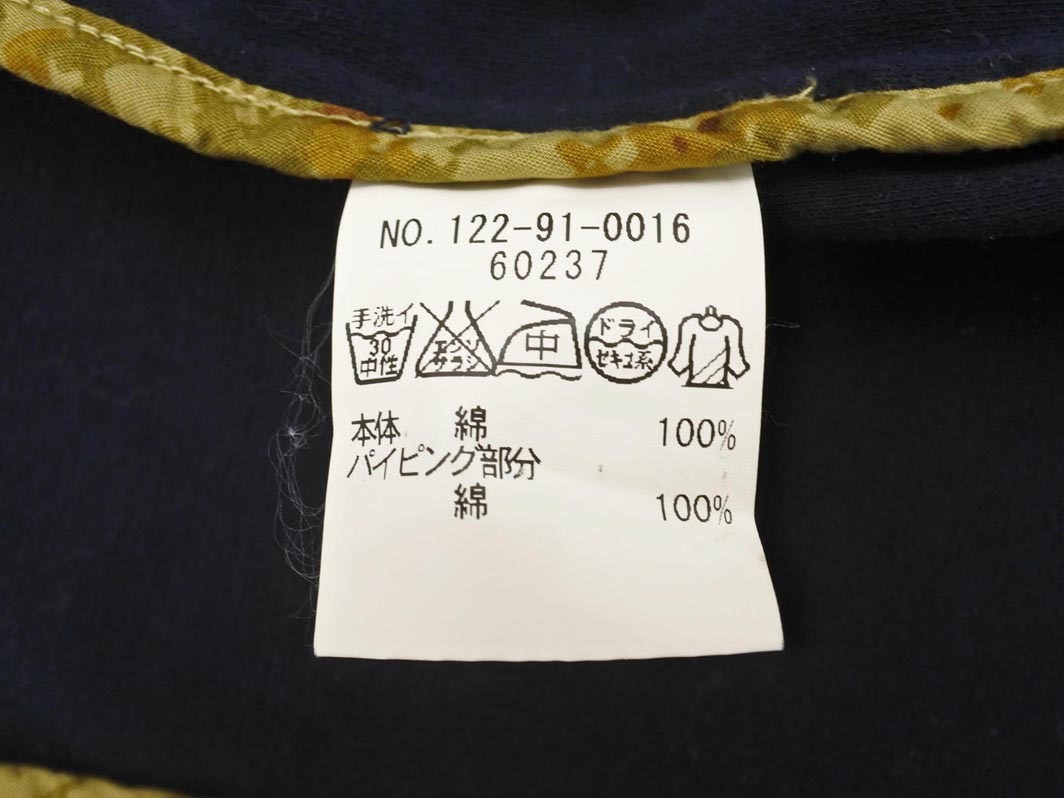 NO. 122-91-0016
60237
手洗イ
30
中性
エンソ
サラシ
中
ドライ
セキユ系
本体 綿 100%
パイピング部分
綿 100%